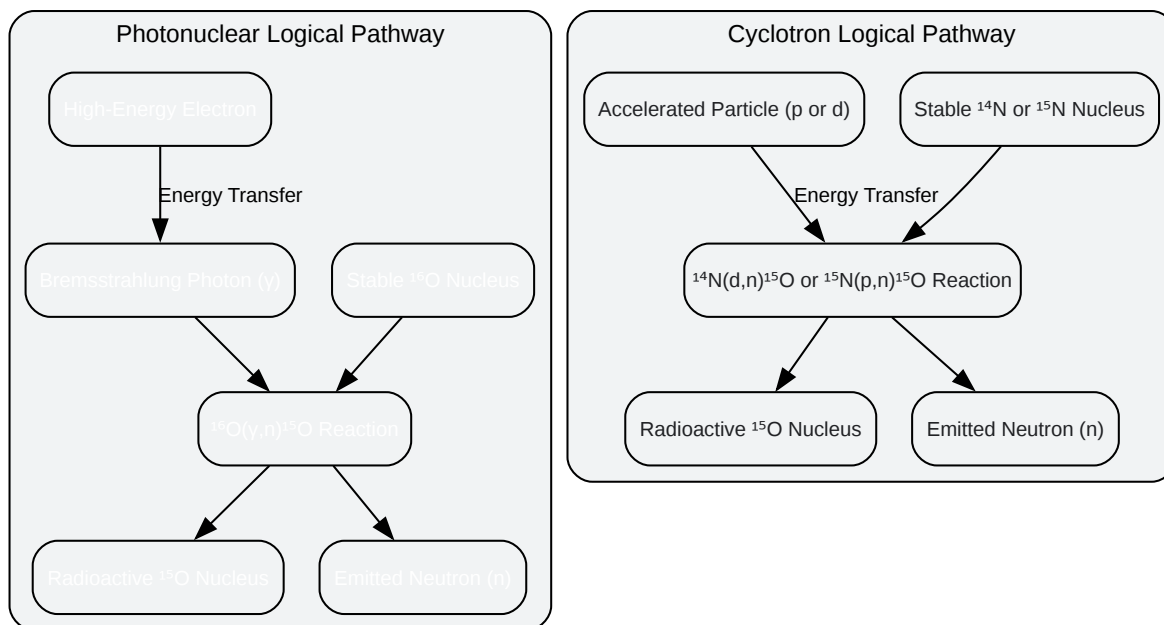 Photonuclear Logical Pathway
High-Energy Electron
Energy Transfer
Bremsstrahlung Photon (γ)
Stable ¹⁶O Nucleus
¹⁶O(γ,n)¹⁵O Reaction
Radioactive ¹⁵O Nucleus
Emitted Neutron (n)
Cyclotron Logical Pathway
Accelerated Particle (p or d)
Stable ¹⁴N or ¹⁵N Nucleus
Energy Transfer
¹⁴N(d,n)¹⁵O or ¹⁵N(p,n)¹⁵O Reaction
Radioactive ¹⁵O Nucleus
Emitted Neutron (n)